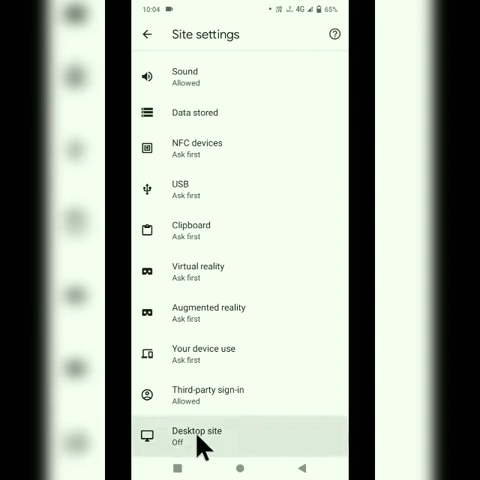 10:04 4G 65%
Site settings
Sound
Allowed
Data stored
NFC devices
Ask first
USB
Ask first
Clipboard
Ask first
Virtual reality
Ask first
Augmented reality
Ask first
Your device use
Ask first
Third-party sign-in
Allowed
Desktop site
Off